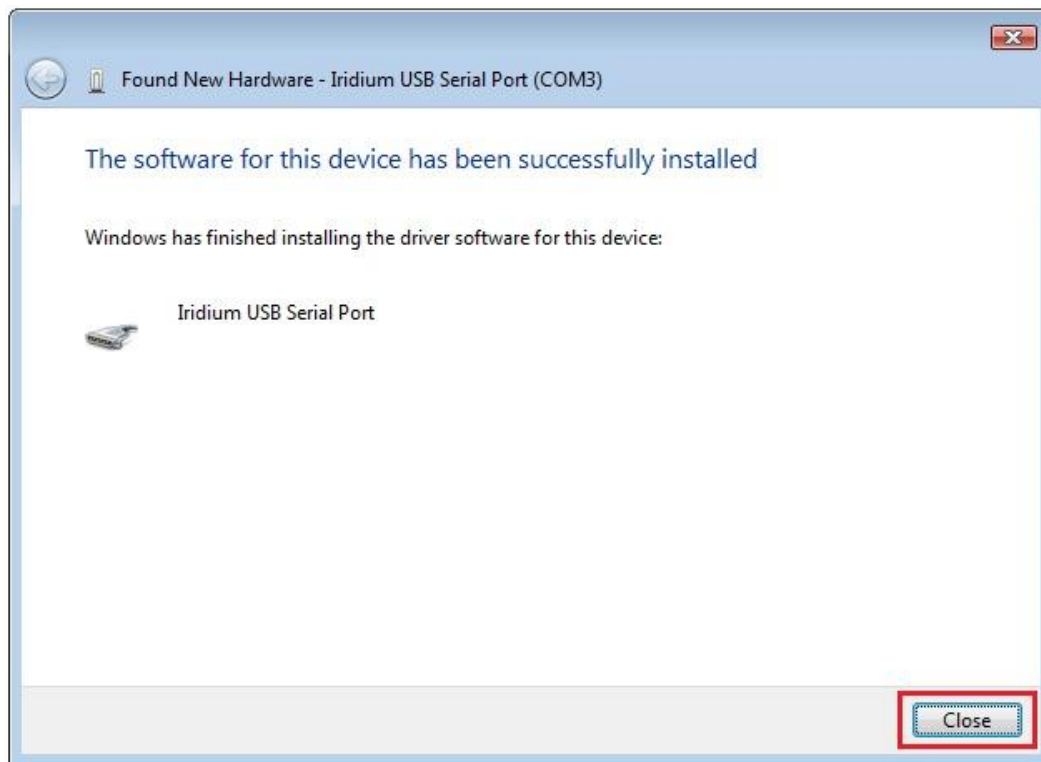 Found New Hardware - Iridium USB Serial Port (COM3)
The software for this device has been successfully installed
Windows has finished installing the driver software for this device:
Iridium USB Serial Port
Close